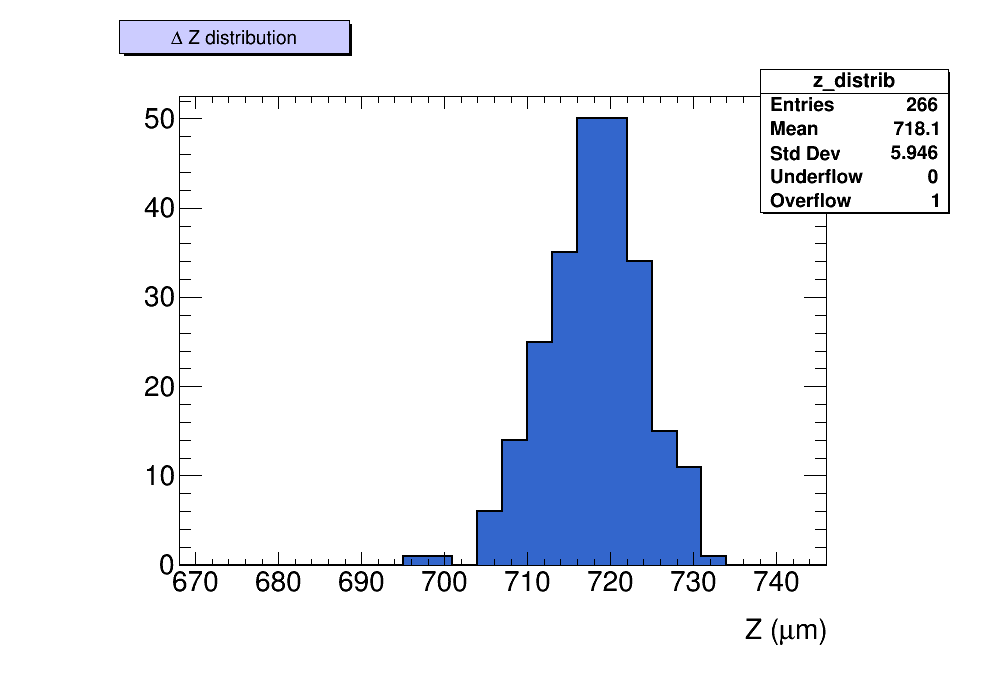 Δ Z distribution
z_distrib
Entries 266
Mean 718.1
Std Dev 5.946
Underflow 0
Overflow 1
50
40
30
20
10
0
670 680 690 700 710 720 730 740
Z (μm)